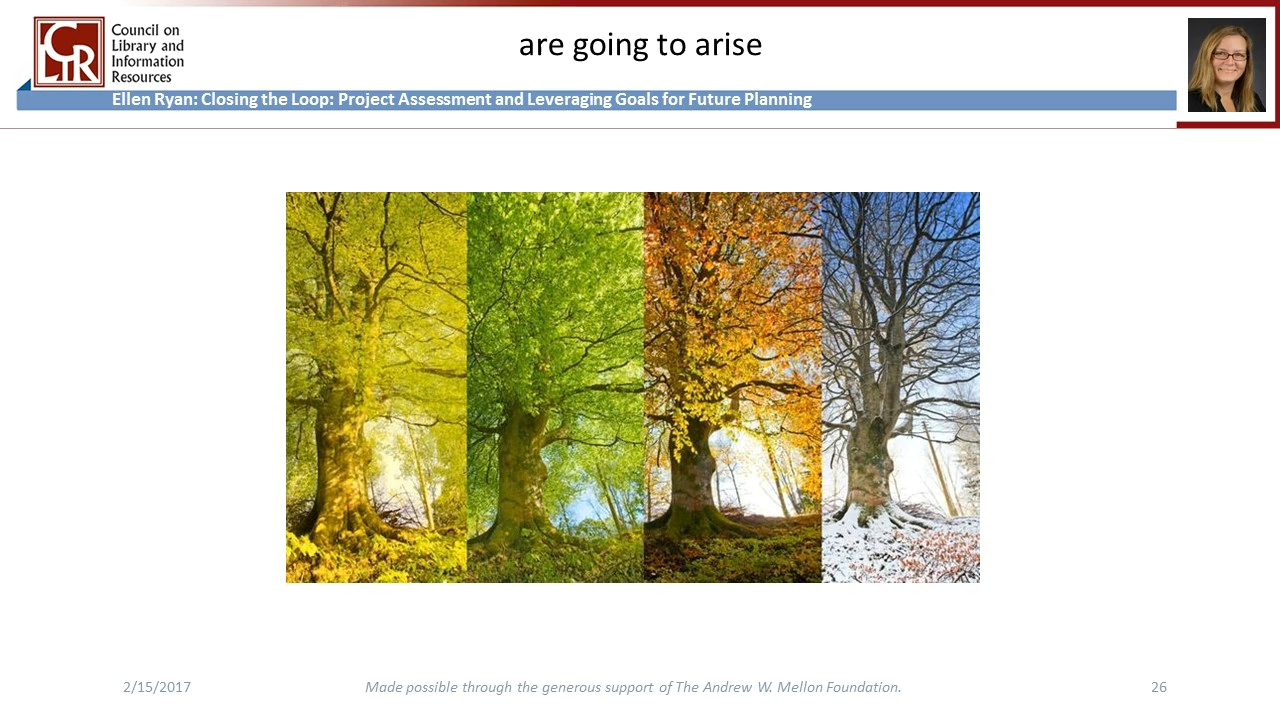 CLIR
Council on
Library and
Information
Resources
are going to arise
Ellen Ryan: Closing the Loop: Project Assessment and Leveraging Goals for Future Planning
2/15/2017
Made possible through the generous support of The Andrew W. Mellon Foundation.
26